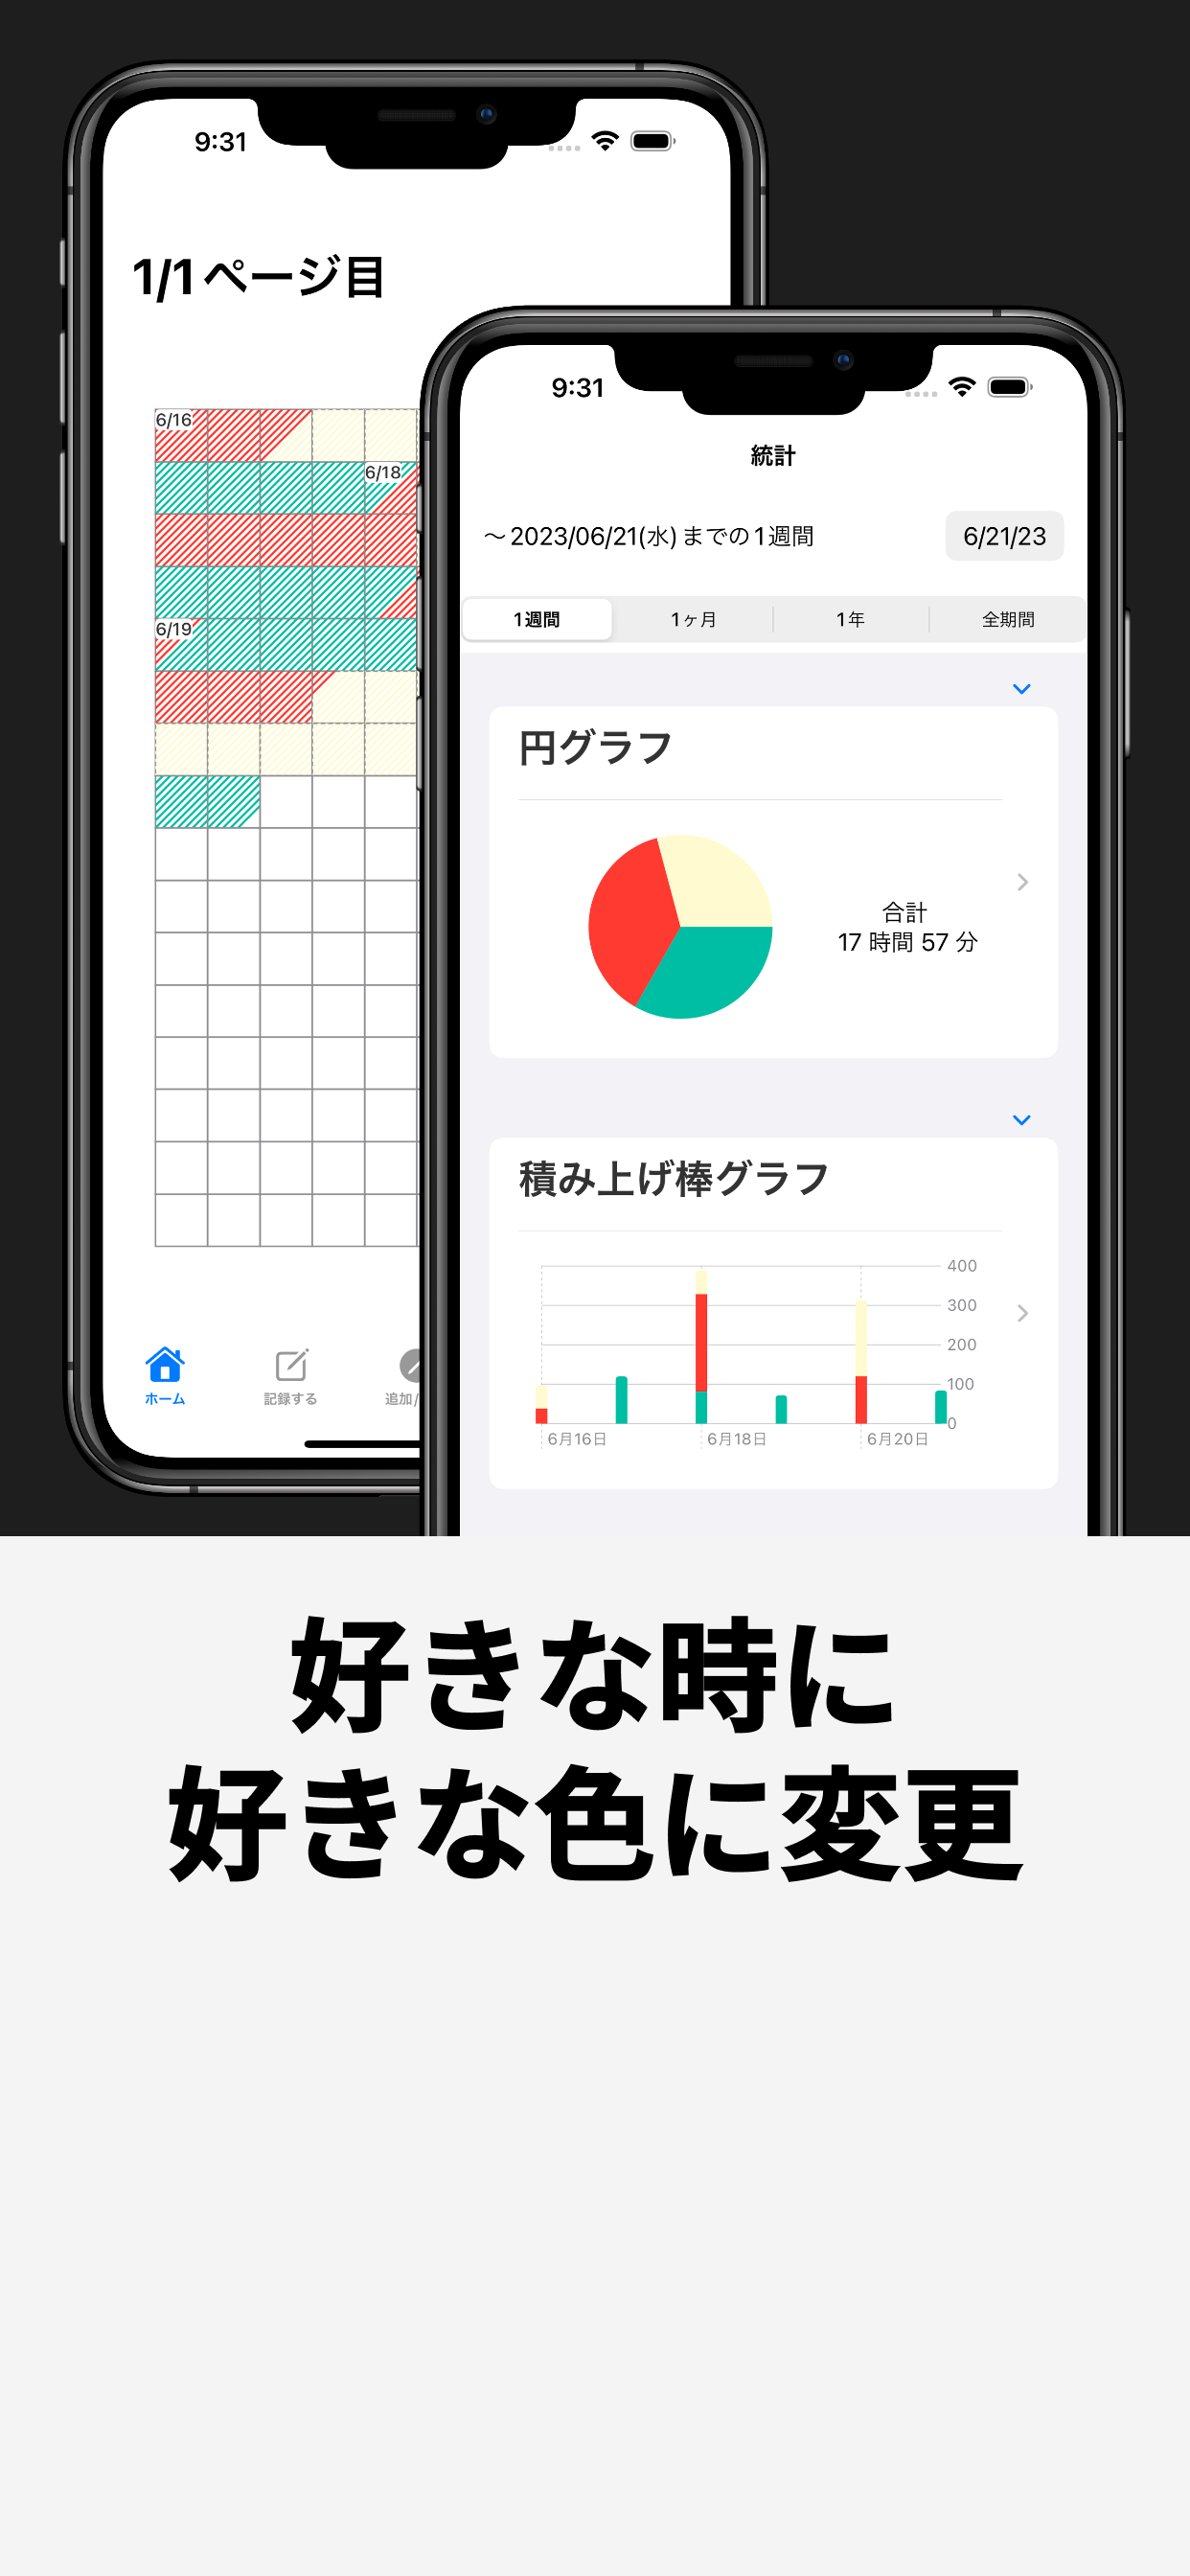 9:31
1/1ページ目
6/16
6/18
6/19
ホーム
記録する
追加/
9:31
統計
〜2023/06/21(水)までの1週間
6/21/23
1週間
1ヶ月
1年
全期間
円グラフ
合計
17 時間 57 分
積み上げ棒グラフ
400
300
200
100
0
6月16日
6月18日
6月20日
好きな時に
好きな色に変更